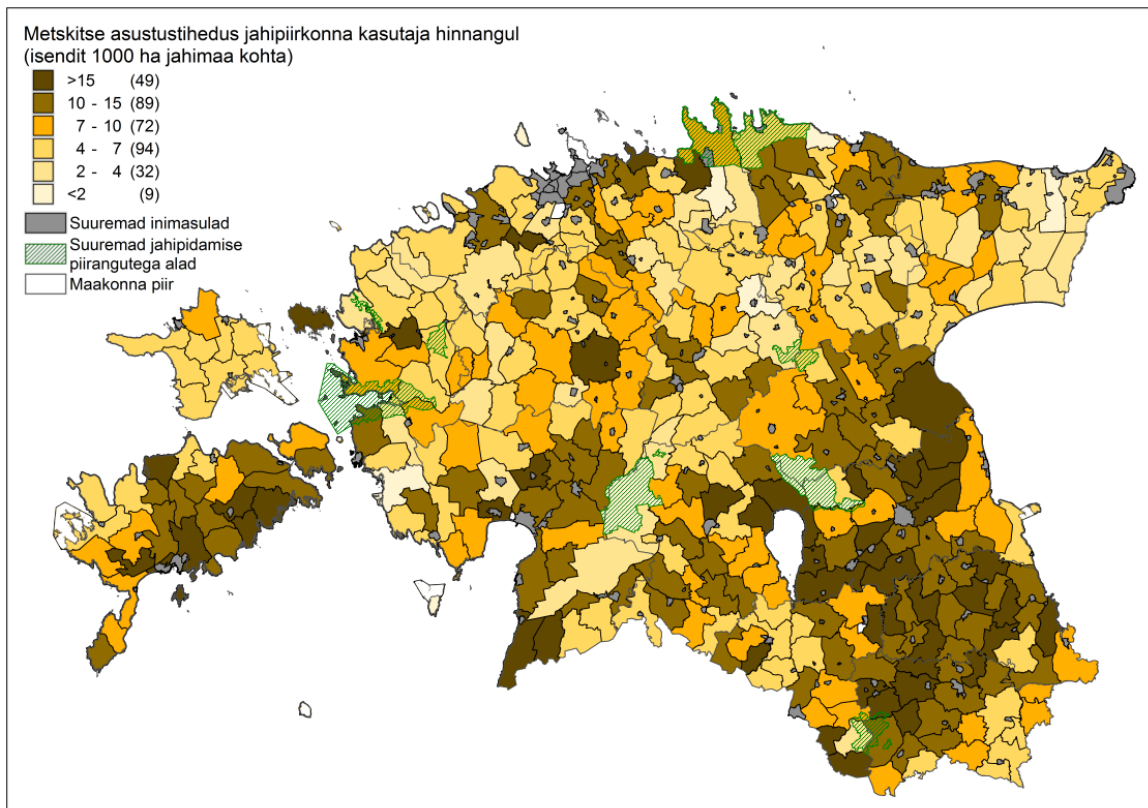 Metskitse asustustihedus jahipiirkonna kasutaja hinnangul
(isendit 1000 ha jahimaa kohta)
>15 (49)
10 - 15 (89)
7 - 10 (72)
4 - 7 (94)
2 - 4 (32)
<2 (9)
Suuremad inimasulad
Suuremad jahipidamise
piirangutega alad
Maakonna piir